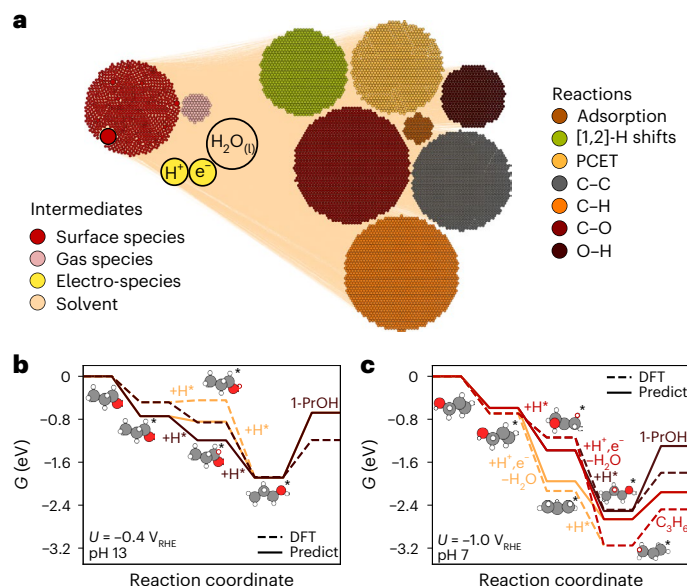 a
H2O(l)
H+
e−
Intermediates
Surface species
Gas species
Electro-species
Solvent
Reactions
Adsorption
[1,2]-H shifts
PCET
C–C
C–H
C–O
O–H
b
0
−0.8
−1.6
−2.4
−3.2
G (eV)
+H*
*
+H*
1-PrOH
*
*
+H*
*
+H*
*
U = −0.4 VRHE
pH 13
DFT
Predict
Reaction coordinate
c
0
−0.8
−1.6
−2.4
−3.2
G (eV)
DFT
Predict
+H*
*
*
+H+,e−
−H2O
+H+,e−
−H2O
+H*
1-PrOH
*
*
+H*
C3H6
*
U = −1.0 VRHE
pH 7
Reaction coordinate